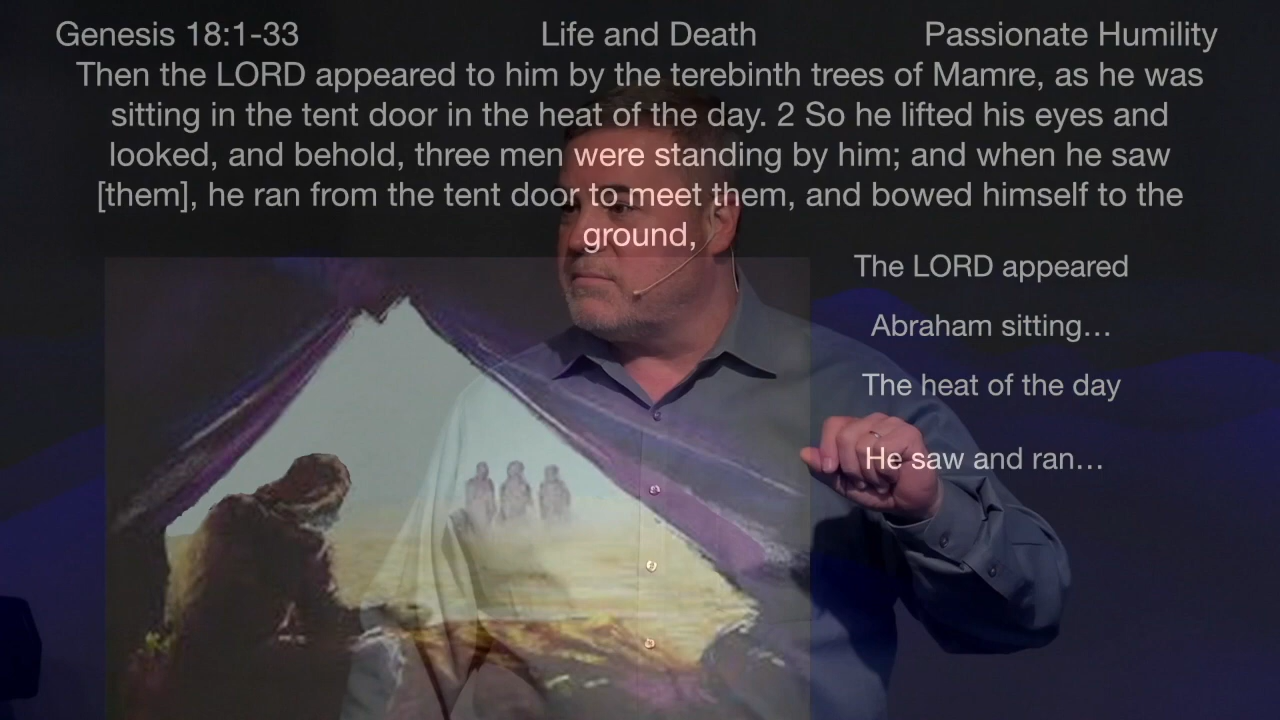 Genesis 18:1-33 Life and Death Passionate Humility
Then the LORD appeared to him by the terebinth trees of Mamre, as he was
sitting in the tent door in the heat of the day. 2 So he lifted his eyes and
looked, and behold, three men were standing by him; and when he saw
[them], he ran from the tent door to meet them, and bowed himself to the
ground,
The LORD appeared
Abraham sitting…
The heat of the day
He saw and ran…